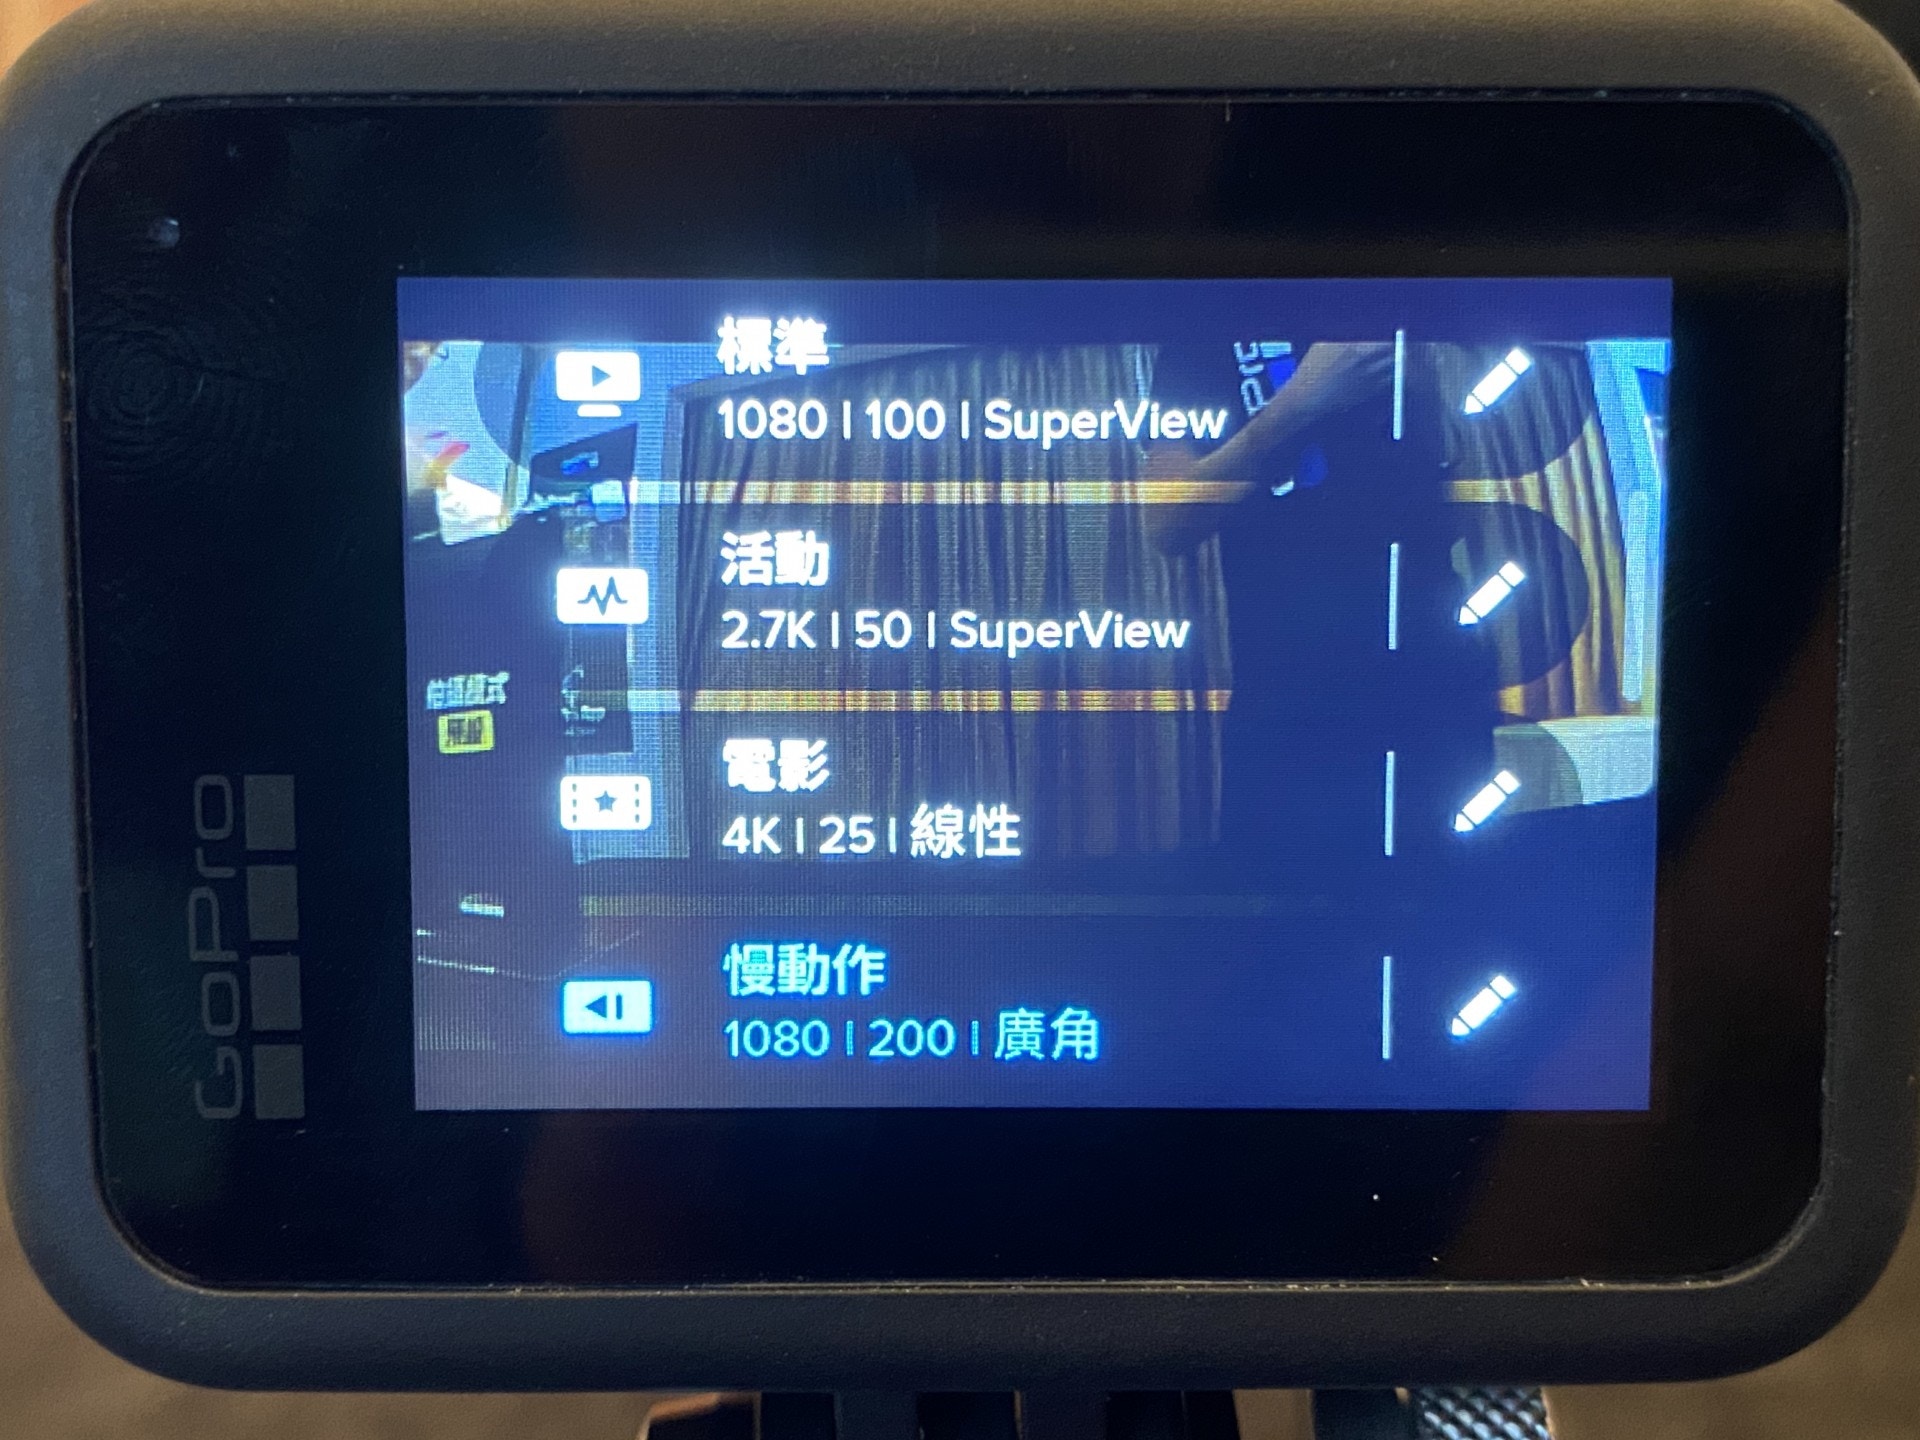 標準
1080 | 100 | SuperView
活動
2.7K | 50 | SuperView
電影
4K | 25 | 線性
慢動作
1080 | 200 | 廣角
GoPro